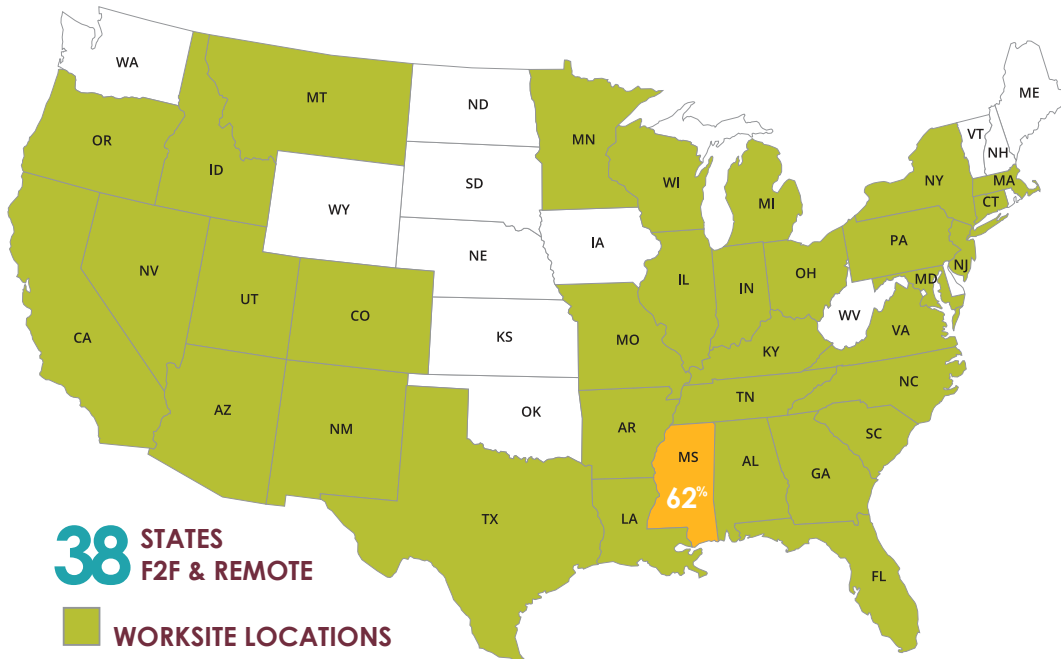 WA
MT
ND
MN
ME
OR
ID
SD
WI
VT
NH
NY
MA
CT
MI
WY
IA
PA
NE
NJ
NV
UT
CO
IL
IN
OH
MD
WV
VA
CA
KS
MO
KY
NC
TN
AZ
NM
OK
AR
SC
MS
AL
GA
62%
TX
LA
38 STATES
F2F & REMOTE
FL
WORKSITE LOCATIONS